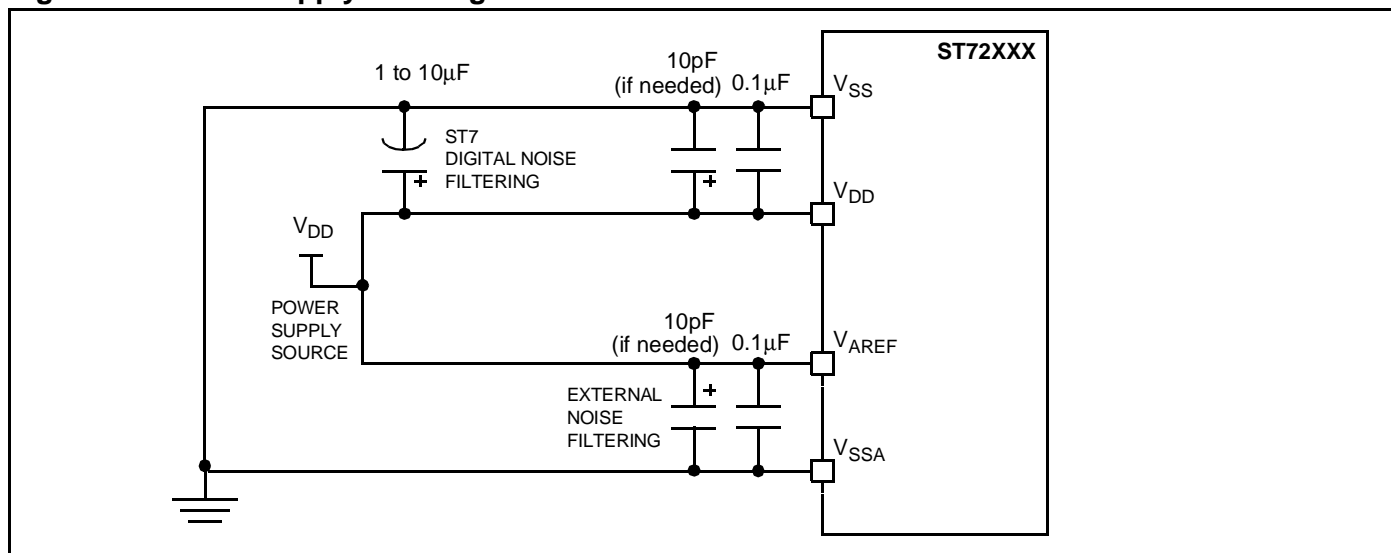 ST72XXX
1 to 10μF
10pF
(if needed) 0.1μF
VSS
ST7
DIGITAL NOISE
FILTERING
+
+
VDD
VDD
POWER
SUPPLY
SOURCE
10pF
(if needed) 0.1μF
VAREF
+
EXTERNAL
NOISE
FILTERING
VSSA